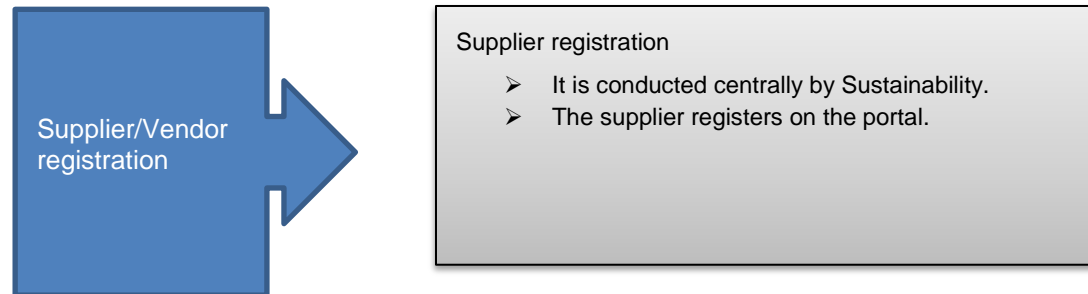 Supplier/Vendor
registration
Supplier registration
➢ It is conducted centrally by Sustainability.
➢ The supplier registers on the portal.